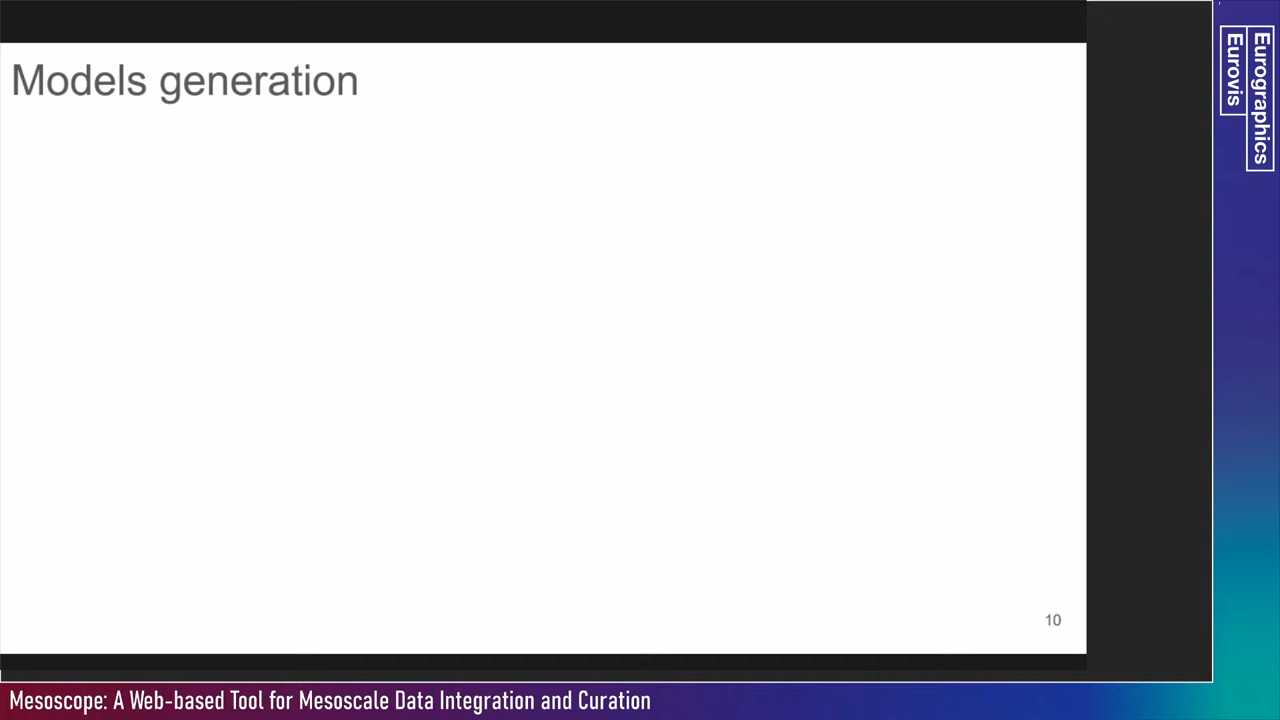 Models generation
10
Eurographics
Eurovis
Mesoscope: A Web-based Tool for Mesoscale Data Integration and Curation